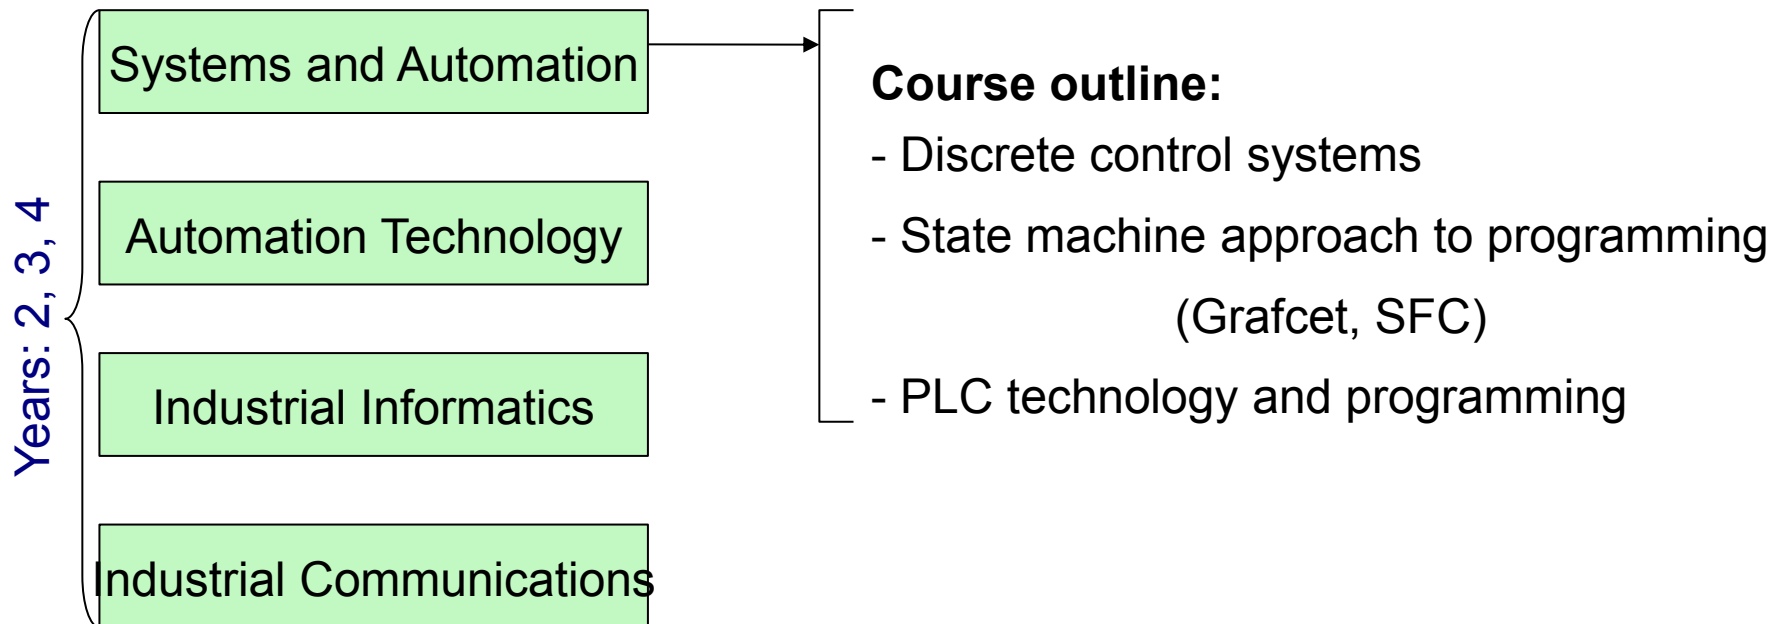 Years: 2, 3, 4
Systems and Automation
Automation Technology
Industrial Informatics
Industrial Communications
Course outline:
- Discrete control systems
- State machine approach to programming
(Grafcet, SFC)
- PLC technology and programming